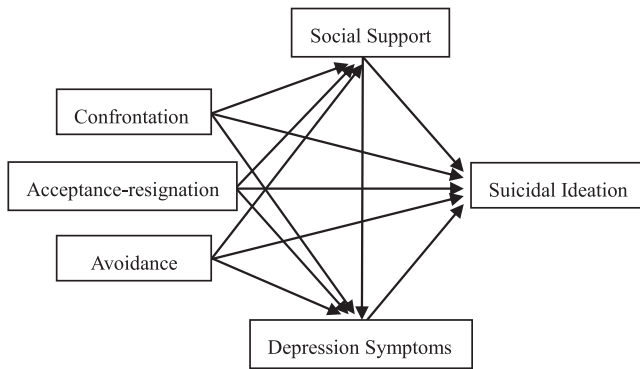 Social Support
Confrontation
Acceptance-resignation
Suicidal Ideation
Avoidance
Depression Symptoms